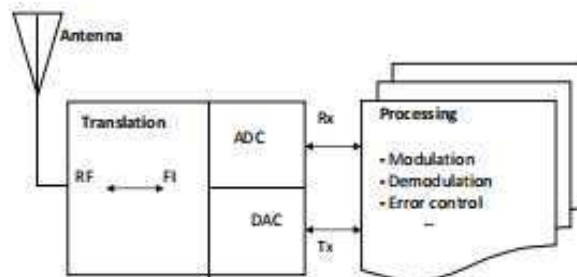 Antenna
Translation
RF FI
ADC
DAC
Rx
Tx
Processing
- Modulation
- Demodulation
- Error control
...